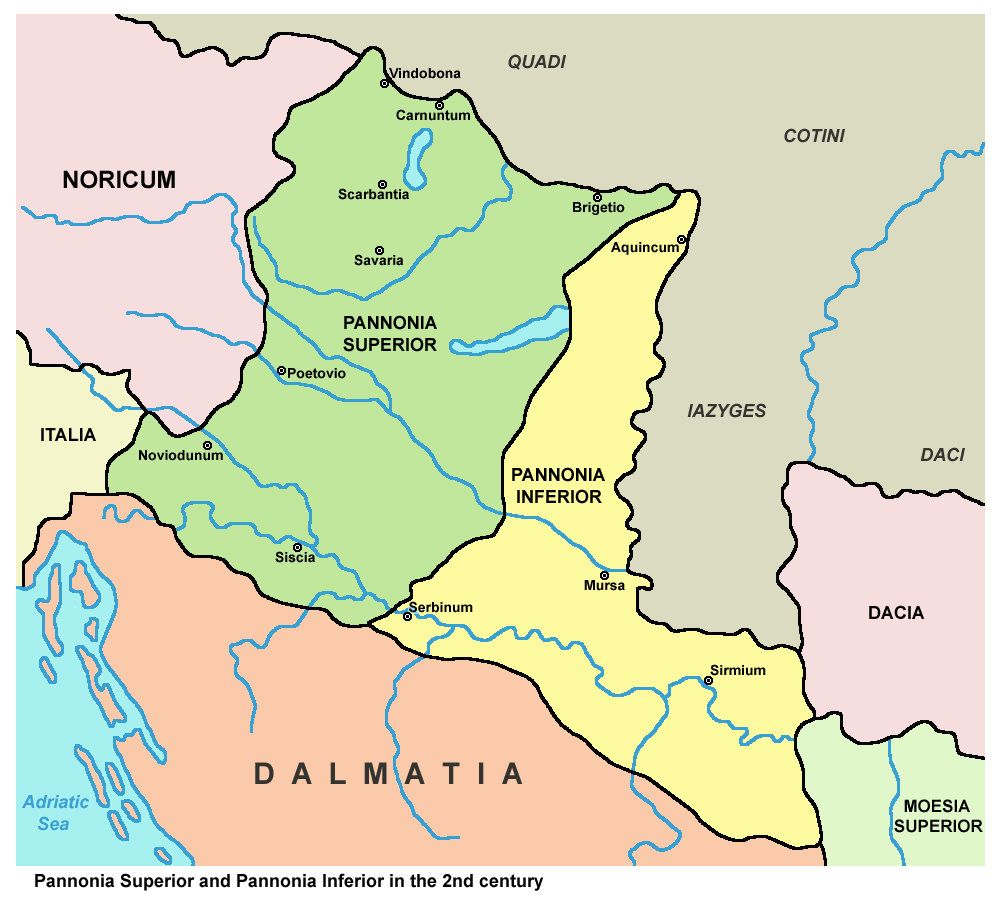 QUADI
Vindobona
Carnuntum
COTINI
NORICUM
Scarbantia
Brigetio
Aquincum
Savaria
PANNONIA
SUPERIOR
Poetovio
IAZYGES
ITALIA
Noviodunum
DACI
PANNONIA
INFERIOR
Siscia
Mursa
Serbinum
DACIA
Sirmium
DALMATIA
Adriatic
Sea
MOESIA
SUPERIOR
Pannonia Superior and Pannonia Inferior in the 2nd century